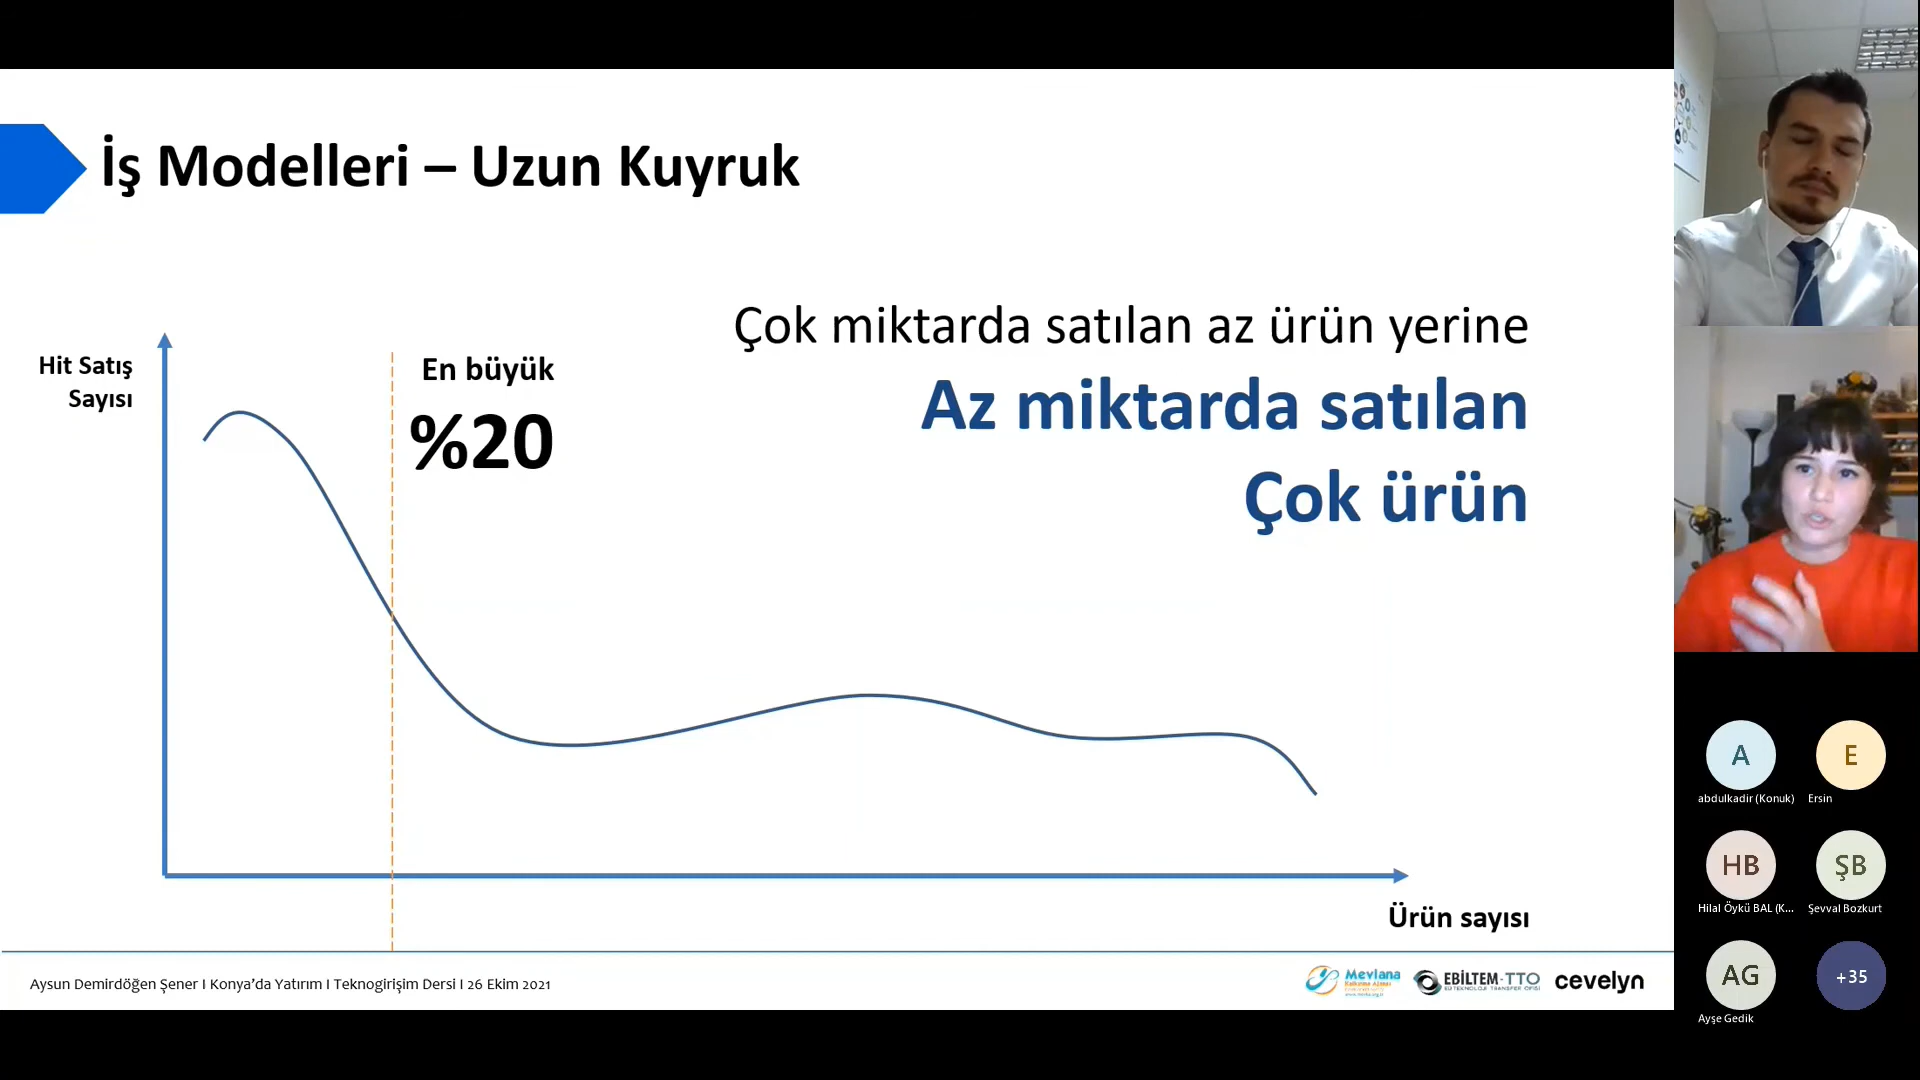 İş Modelleri – Uzun Kuyruk
Çok miktarda satılan az ürün yerine
Az miktarda satılan
Çok ürün
Hit Satış
Sayısı
En büyük
%20
Ürün sayısı
Aysun Demirdöğen Şener I Konya’da Yatırım I Teknogirişim Dersi I 26 Ekim 2021
Mevlana
EBİLTEM-TTO
cevelyn
A
abdulkadir (Konuk)
E
Ersin
HB
Hilal Öykü BAL (K...
ŞB
Şevval Bozkurt
AG
Ayşe Gedik
+35